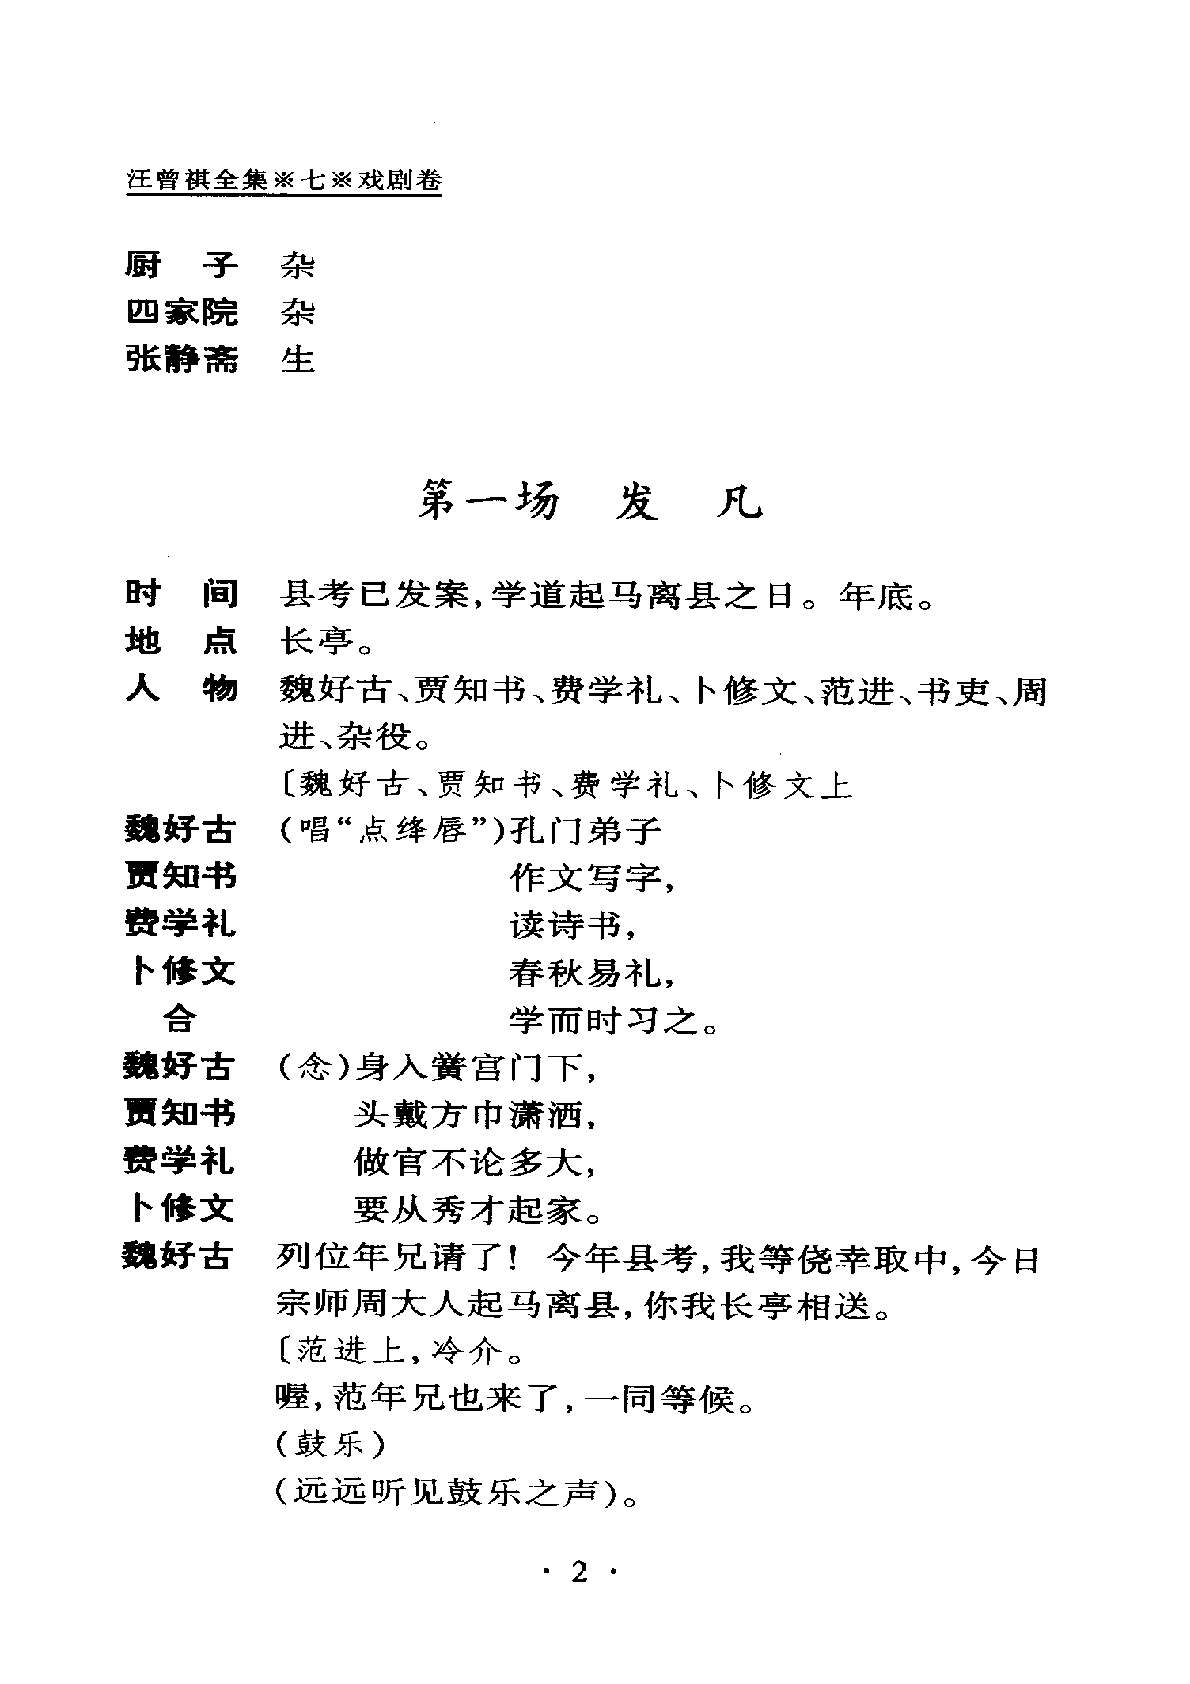 汪曾祺全集※七※戏剧卷
厨　子　杂
四家院　杂
张静斋　生
第一场　发　凡
时　间　县考已发案,学道起马离县之日。年底。
地　点　长亭。
人　物　魏好古、贾知书、费学礼、卜修文、范进、书吏、周
进、杂役。
〔魏好古、贾知书、费学礼、卜修文上
魏好古　(唱“点绛唇”)孔门弟子
贾知书　作文写字,
费学礼　读诗书,
卜修文　春秋易礼,
合　学而时习之。
魏好古　(念)身入黉宫门下,
贾知书　头戴方巾潇洒,
费学礼　做官不论多大,
卜修文　要从秀才起家。
魏好古　列位年兄请了! 今年县考,我等侥幸取中,今日
宗师周大人起马离县,你我长亭相送。
〔范进上,冷介。
喔,范年兄也来了,一同等候。
(鼓乐)
(远远听见鼓乐之声)。
· 2 ·